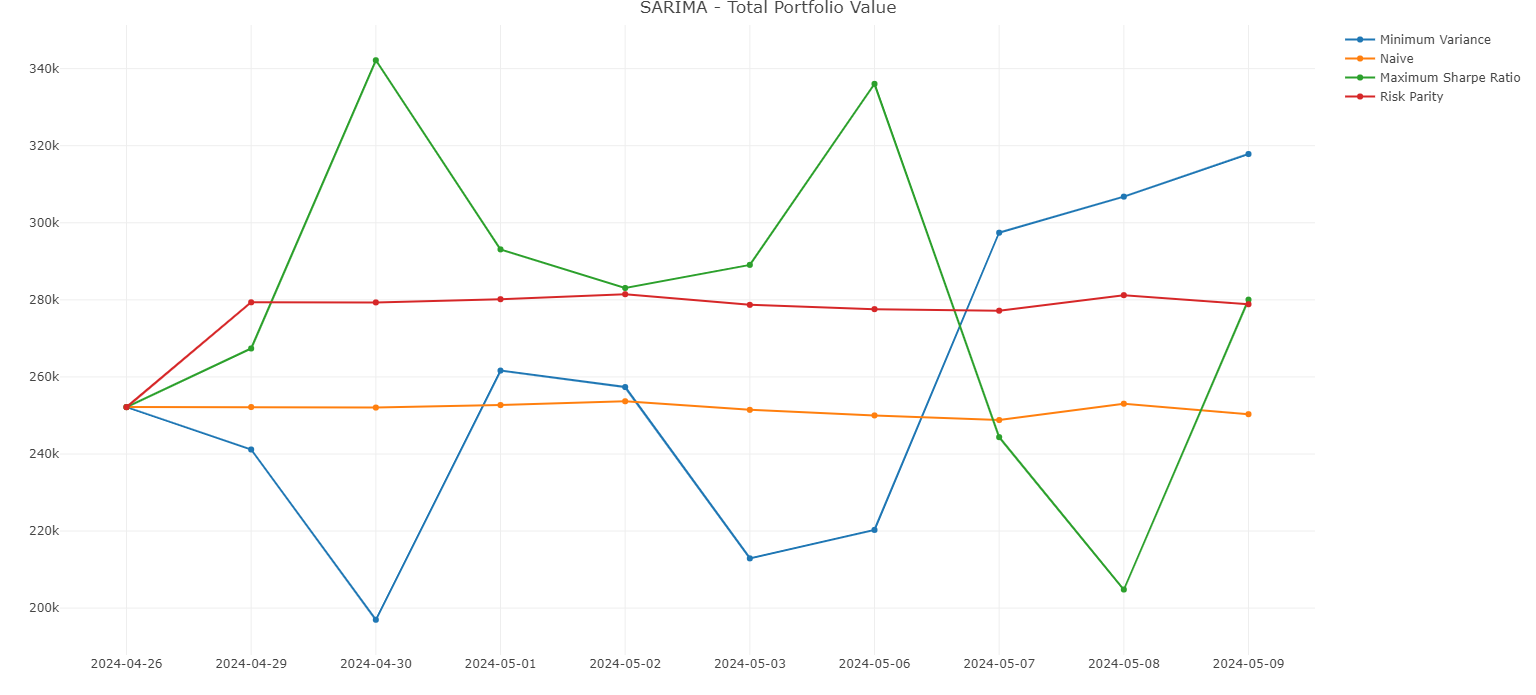 SARIMA - Total Portfolio Value
Minimum Variance
Naive
Maximum Sharpe Ratio
Risk Parity
340k
320k
300k
280k
260k
240k
220k
200k
2024-04-26 2024-04-29 2024-04-30 2024-05-01 2024-05-02 2024-05-03 2024-05-06 2024-05-07 2024-05-08 2024-05-09